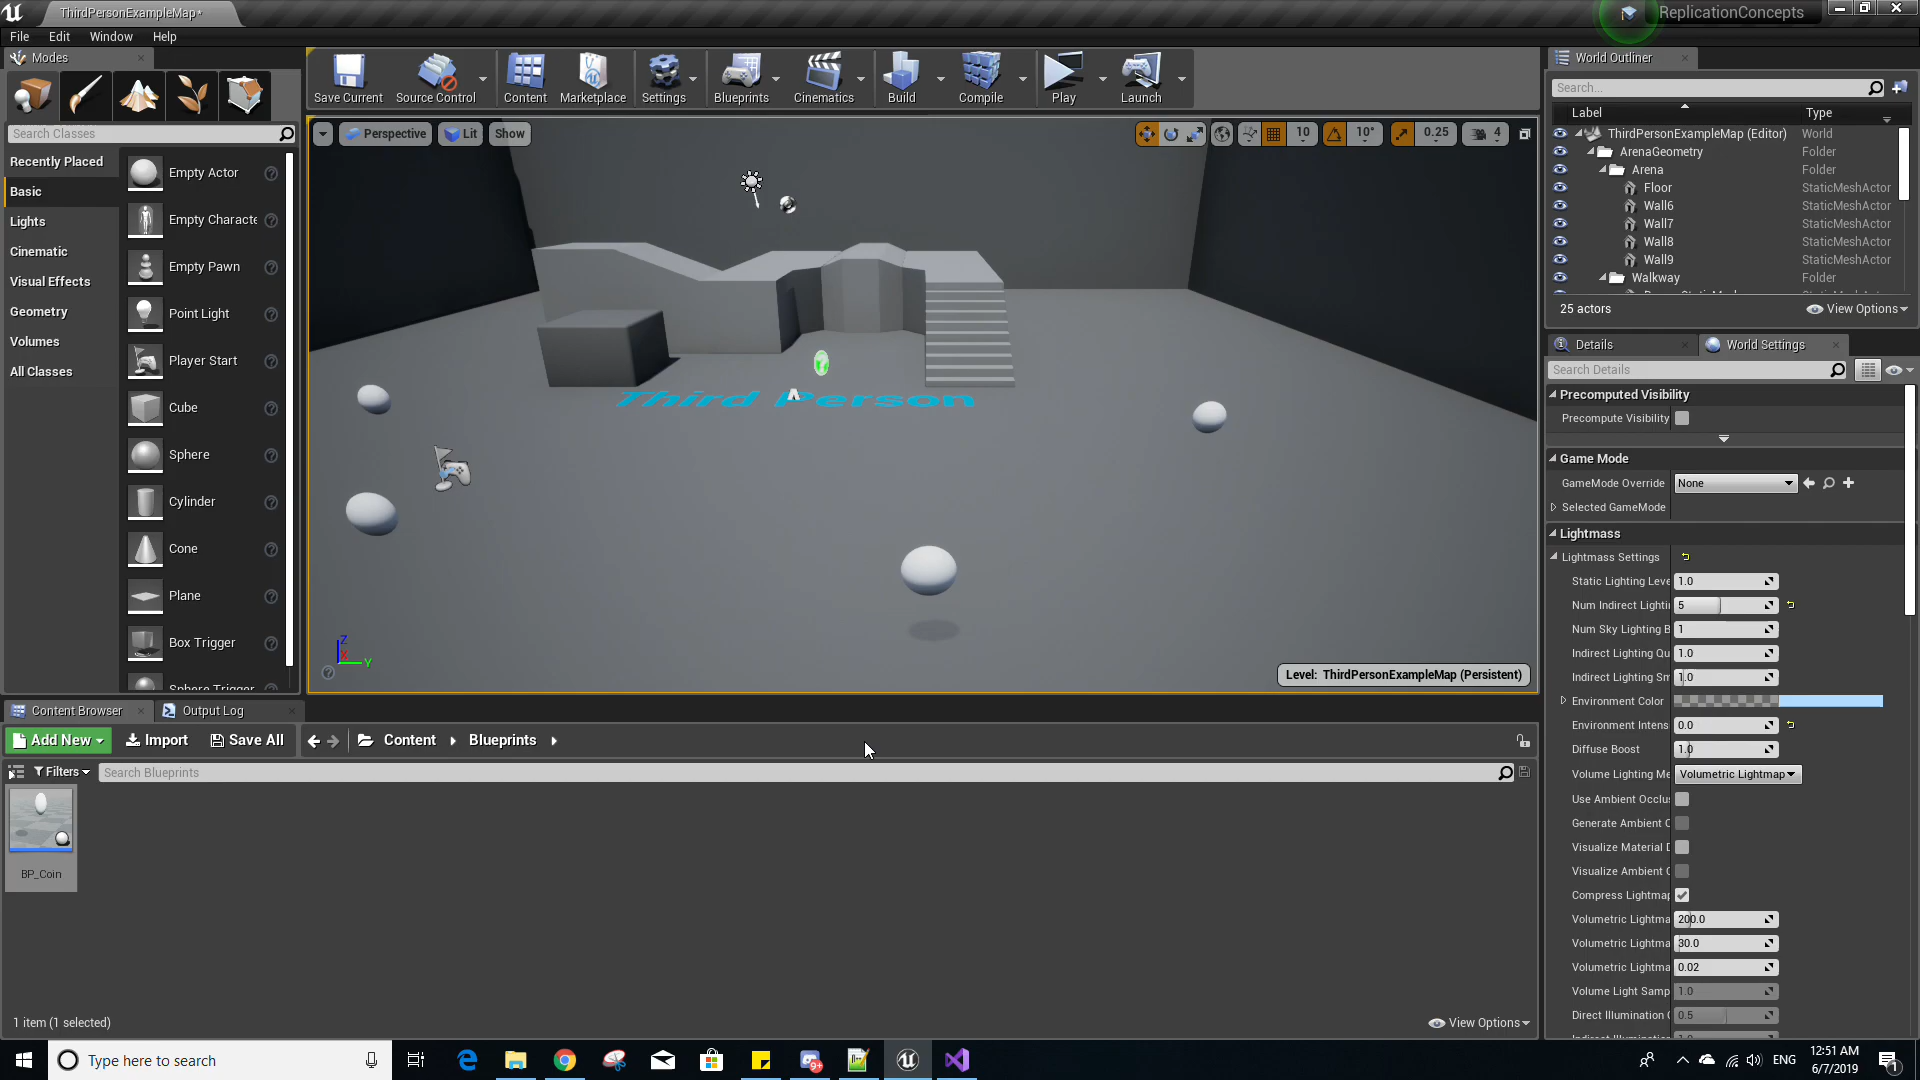 ThirdPersonExampleMap*
ReplicationConcepts
File Edit Window Help
Modes
Search Classes
Recently Placed
Basic
Lights
Cinematic
Visual Effects
Geometry
Volumes
All Classes
Empty Actor
Empty Characte
Empty Pawn
Point Light
Player Start
Cube
Sphere
Cylinder
Cone
Plane
Box Trigger
Sphere Trigger
Save Current Source Control Content Marketplace Settings Blueprints Cinematics Build Compile Play Launch
Perspective Lit Show
10 10° 0.25 4
Third Person
Z
X
Y
Level: ThirdPersonExampleMap (Persistent)
World Outliner
Search...
Label Type
ThirdPersonExampleMap (Editor) World
ArenaGeometry Folder
Arena Folder
Floor StaticMeshActor
Wall6 StaticMeshActor
Wall7 StaticMeshActor
Wall8 StaticMeshActor
Wall9 StaticMeshActor
Walkway Folder
25 actors View Options
Details World Settings
Search Details
Precomputed Visibility
Precompute Visibility
Game Mode
GameMode Override None
Selected GameMode
Lightmass
Lightmass Settings
Static Lighting Leve 1.0
Num Indirect Lightin 5
Num Sky Lighting B 1
Indirect Lighting Qu 1.0
Indirect Lighting Sm 1.0
Environment Color
Environment Intens 0.0
Diffuse Boost 1.0
Volume Lighting Me Volumetric Lightmap
Use Ambient Occlus
Generate Ambient O
Visualize Material D
Visualize Ambient O
Compress Lightmap
Volumetric Lightma 200.0
Volumetric Lightma 30.0
Volumetric Lightma 0.02
Volume Light Samp 1.0
Direct Illumination 0.5
Content Browser Output Log
Add New Import Save All Content Blueprints
Filters Search Blueprints
BP_Coin
1 item (1 selected) View Options
Type here to search
9+
ENG
12:51 AM
6/7/2019
1